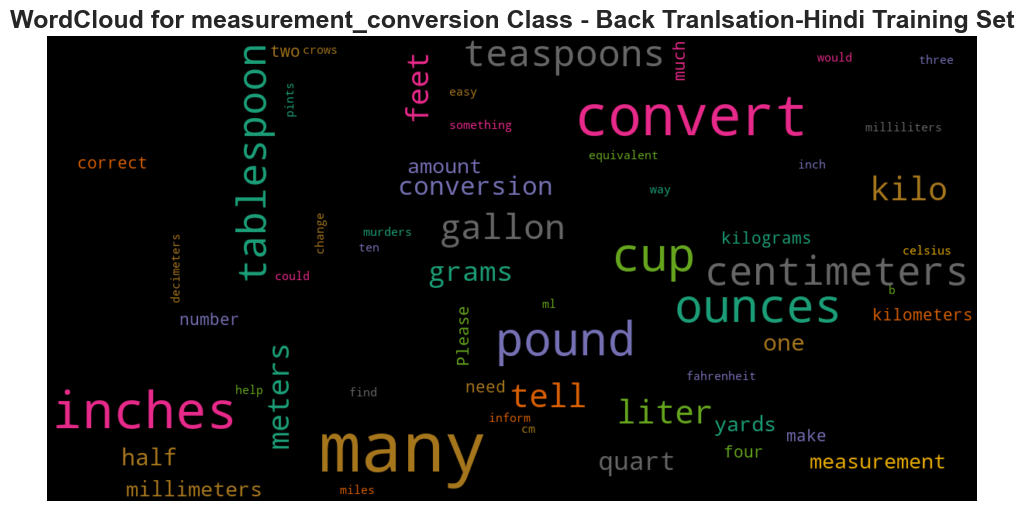 WordCloud for measurement_conversion Class - Back Tranlsation-Hindi Training Set
two
crows
teaspoons
much
would
three
tablespoon
feet
pints
easy
convert
something
milliliters
correct
amount
equivalent
inch
conversion
way
kilo
change
gallon
murders
ten
kilograms
celsius
decimeters
could
grams
cup
centimeters
b
number
ml
ounces
kilometers
Please
pound
one
meters
fahrenheit
inches
help
find
need
tell
liter
yards
inform
cm
make
half
many
quart
four
measurement
millimeters
miles